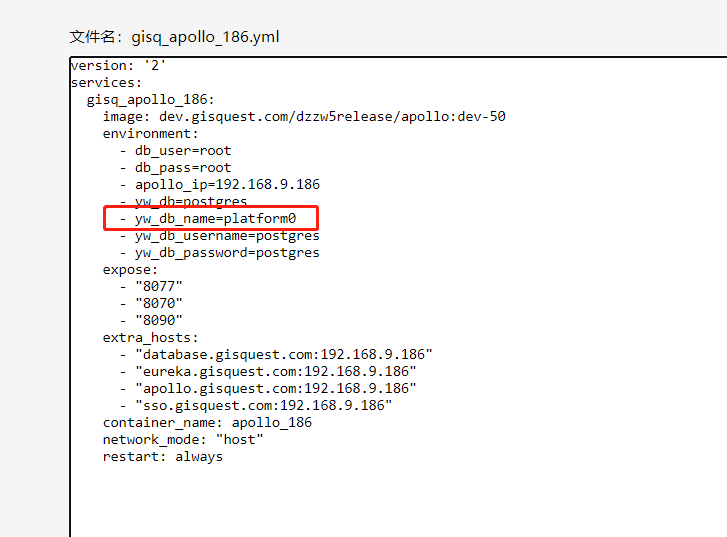 文件名：gisq_apollo_186.yml
version: '2'
services:
  gisq_apollo_186:
    image: dev.gisquest.com/dzzw5release/apollo:dev-50
    environment:
      - db_user=root
      - db_pass=root
      - apollo_ip=192.168.9.186
      - yw_db=postgres
      - yw_db_name=platform0
      - yw_db_username=postgres
      - yw_db_password=postgres
    expose:
      - "8077"
      - "8070"
      - "8090"
    extra_hosts:
      - "database.gisquest.com:192.168.9.186"
      - "eureka.gisquest.com:192.168.9.186"
      - "apollo.gisquest.com:192.168.9.186"
      - "sso.gisquest.com:192.168.9.186"
    container_name: apollo_186
    network_mode: "host"
    restart: always